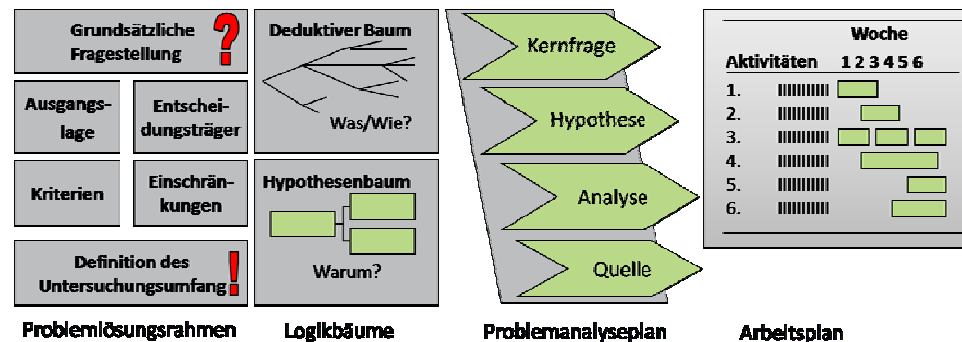 Grundsätzliche
Fragestellung
?
Ausgangs-
lage
Entschei-
dungsträger
Kriterien
Einschrän-
kungen
Definition des
Untersuchungsumfang
!
Problemlösungsrahmen
Deduktiver Baum
Was/Wie?
Hypothesenbaum
Warum?
Logikbäume
Kernfrage
Hypothese
Analyse
Quelle
Problemanalyseplan
Woche
Aktivitäten 1 2 3 4 5 6
1.
2.
3.
4.
5.
6.
Arbeitsplan